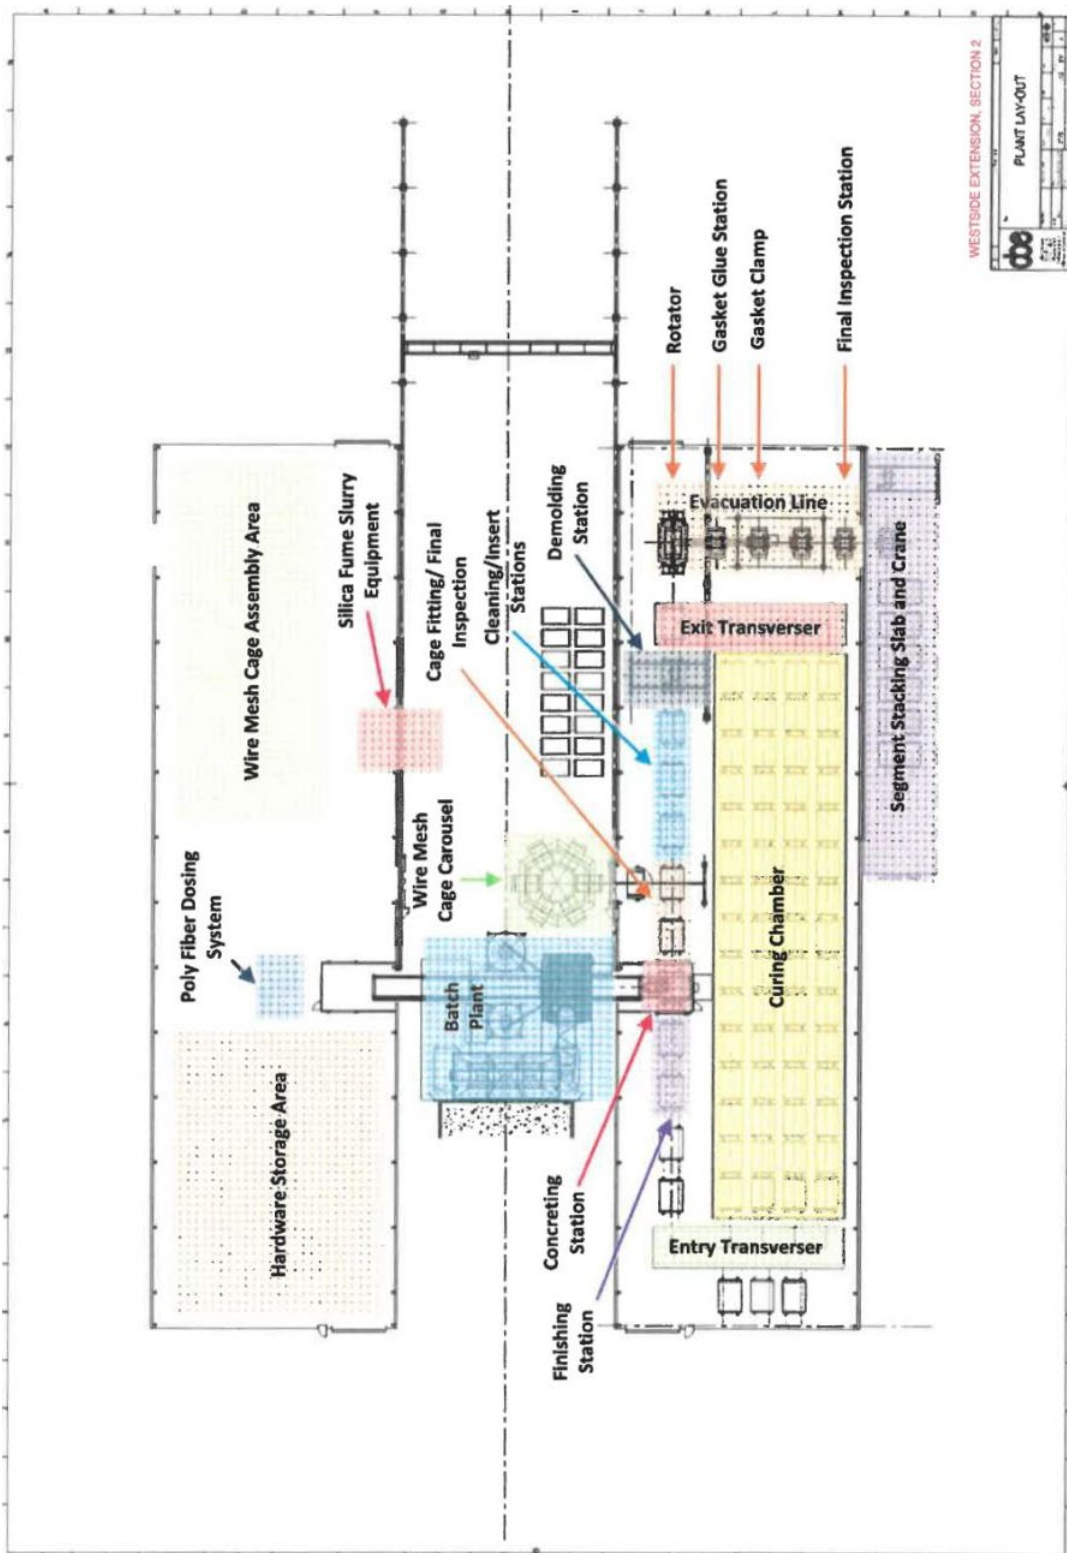 WESTSIDE EXTENSION, SECTION 2
PLANT LAY-OUT
cbe
Poly Fiber Dosing
System
Wire Mesh Cage Assembly Area
Hardware Storage Area
Silica Fume Slurry
Equipment
Wire Mesh
Cage Carousel
Cage Fitting/ Final
Inspection
Cleaning/Insert
Stations
Demolding
Station
Batch
Plant
Rotator
Gasket Glue Station
Gasket Clamp
Final Inspection Station
Evacuation Line
Exit Transverser
Segment Stacking Slab and Crane
Curing Chamber
Concreting
Station
Finishing
Station
Entry Transverser